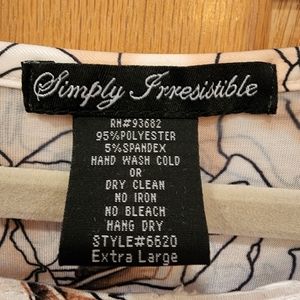 Simply Irresistible
RN#93682
95%POLYESTER
5%SPANDEX
HAND WASH COLD
OR
DRY CLEAN
NO IRON
NO BLEACH
HANG DRY
STYLE#6620
Extra Large